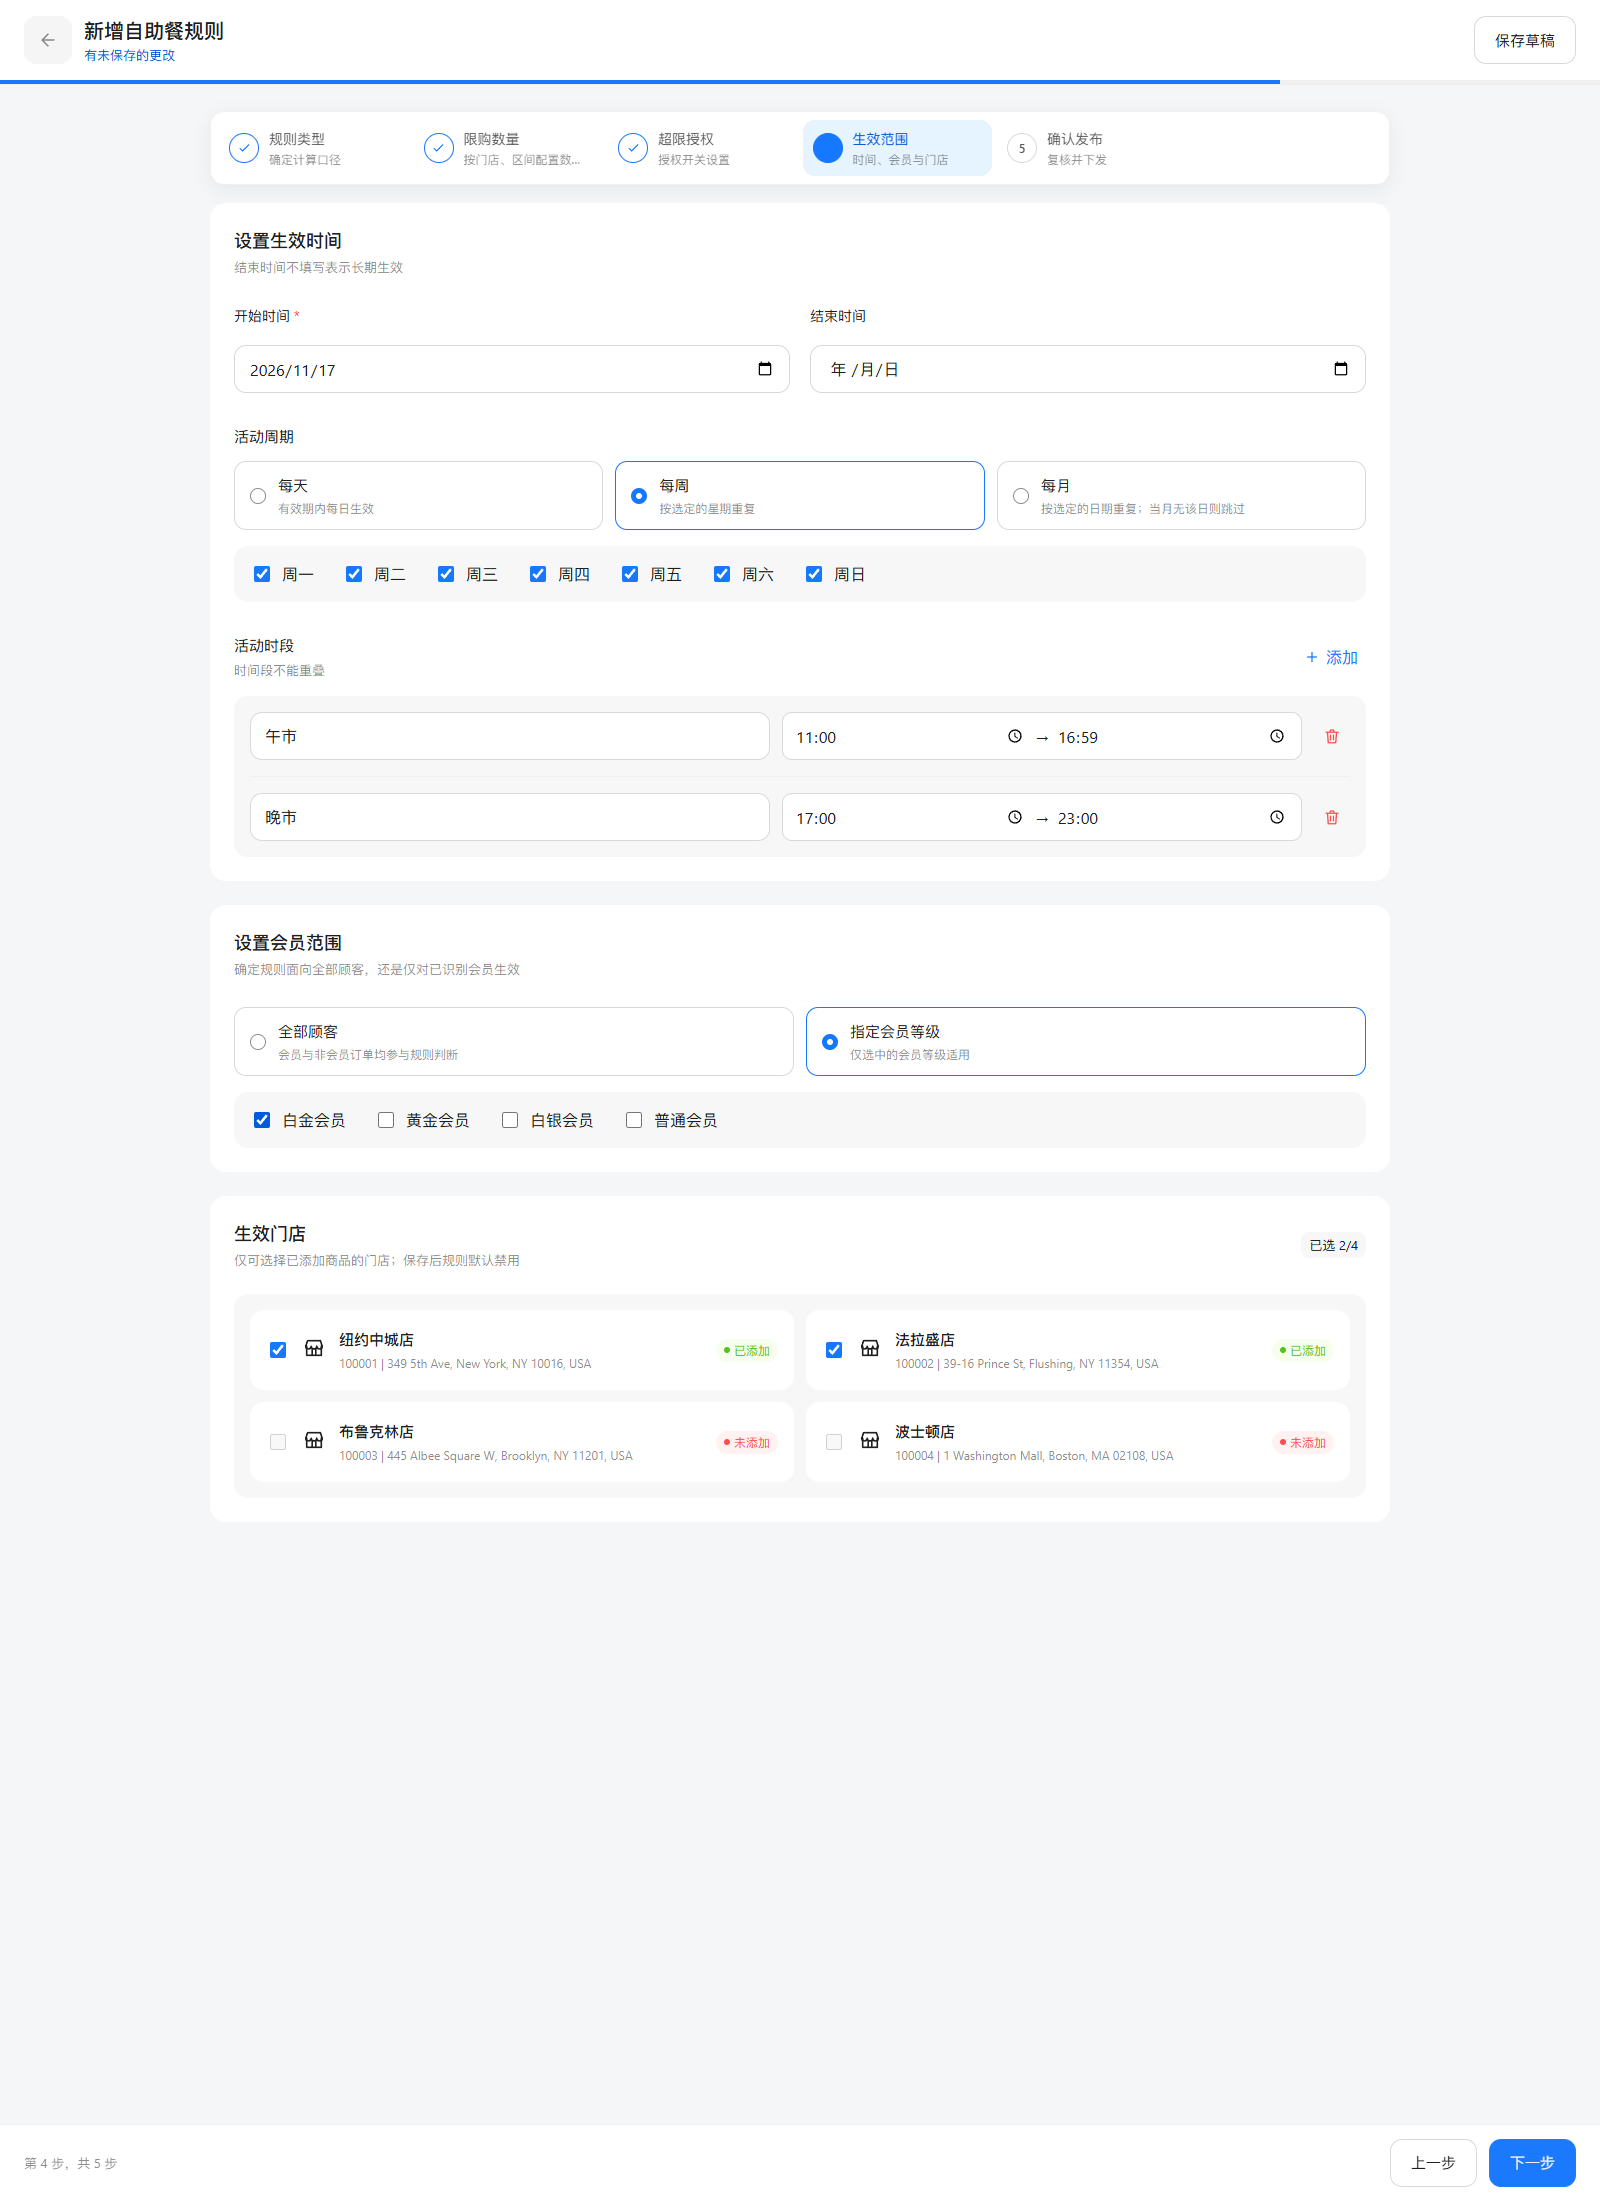 新增自助餐规则
有未保存的更改
保存草稿
规则类型
确定计算口径
限购数量
按门店、区间配置数...
超限授权
授权开关设置
生效范围
时间、会员与门店
5
确认发布
复核并下发
设置生效时间
结束时间不填写表示长期生效
开始时间 *
结束时间
2026/11/17
年 /月/日
活动周期
每天
有效期内每日生效
每周
按选定的星期重复
每月
按选定的日期重复；当月无该日则跳过
周一 周二 周三 周四 周五 周六 周日
活动时段
时间段不能重叠
+ 添加
午市
11:00 → 16:59
晚市
17:00 → 23:00
设置会员范围
确定规则面向全部顾客，还是仅对已识别会员生效
全部顾客
会员与非会员订单均参与规则判断
指定会员等级
仅选中的会员等级适用
白金会员 黄金会员 白银会员 普通会员
生效门店
仅可选择已添加商品的门店；保存后规则默认禁用
已选 2/4
纽约中城店
100001 | 349 5th Ave, New York, NY 10016, USA
已添加
法拉盛店
100002 | 39-16 Prince St, Flushing, NY 11354, USA
已添加
布鲁克林店
100003 | 445 Albee Square W, Brooklyn, NY 11201, USA
未添加
波士顿店
100004 | 1 Washington Mall, Boston, MA 02108, USA
未添加
第 4 步，共 5 步
上一步
下一步